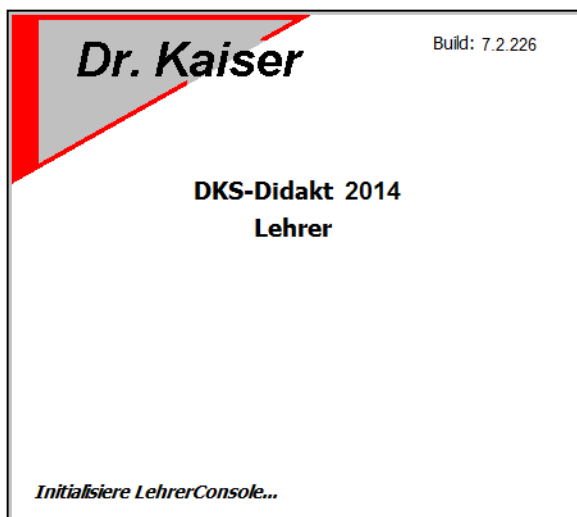 Dr. Kaiser
Build: 7.2.226
DKS-Didakt 2014
Lehrer
Initialisiere LehrerConsole...